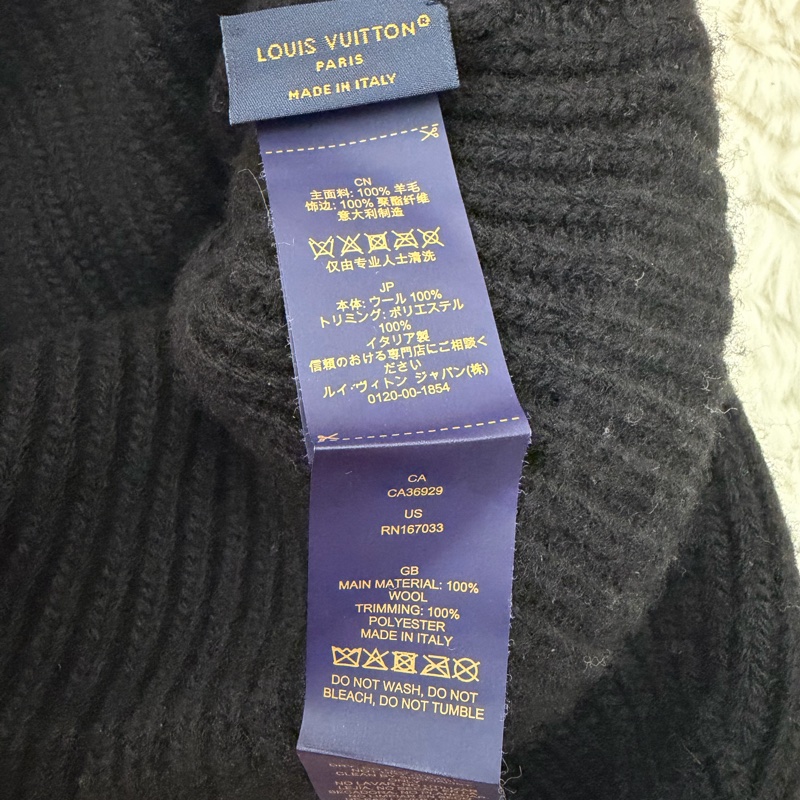 LOUIS VUITTON®
PARIS
MADE IN ITALY
CN
主面料: 100% 羊毛
饰边: 100% 聚酯纤维
意大利制造
仅由专业人士清洗
JP
本体: ウール 100%
トリミング: ポリエステル
100%
イタリア製
信頼のおける専門店にご相談く
ださい
ルイ・ヴィトン ジャパン(株)
0120-00-1854
CA
CA36929
US
RN167033
GB
MAIN MATERIAL: 100%
WOOL
TRIMMING: 100%
POLYESTER
MADE IN ITALY
DO NOT WASH, DO NOT
BLEACH, DO NOT TUMBLE
CLEAN
NO LAVAR
LEJIA, NO